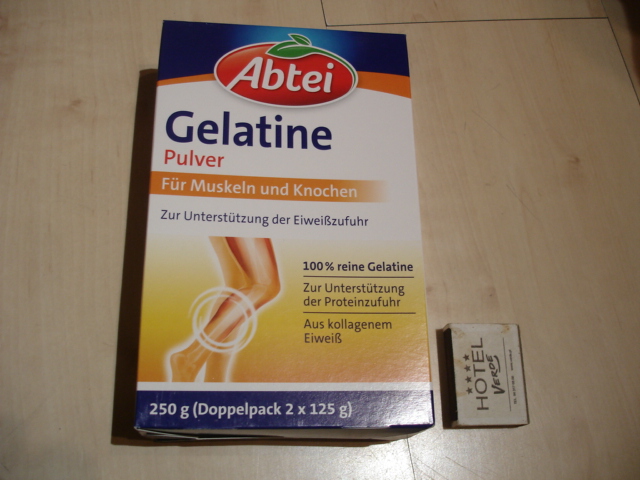 Abtei
Gelatine
Pulver
Für Muskeln und Knochen
Zur Unterstützung der Eiweißzufuhr
100% reine Gelatine
Zur Unterstützung
der Proteinzufuhr
Aus kollagenem
Eiweiß
250 g (Doppelpack 2 x 125 g)
HOTEL
VERDE